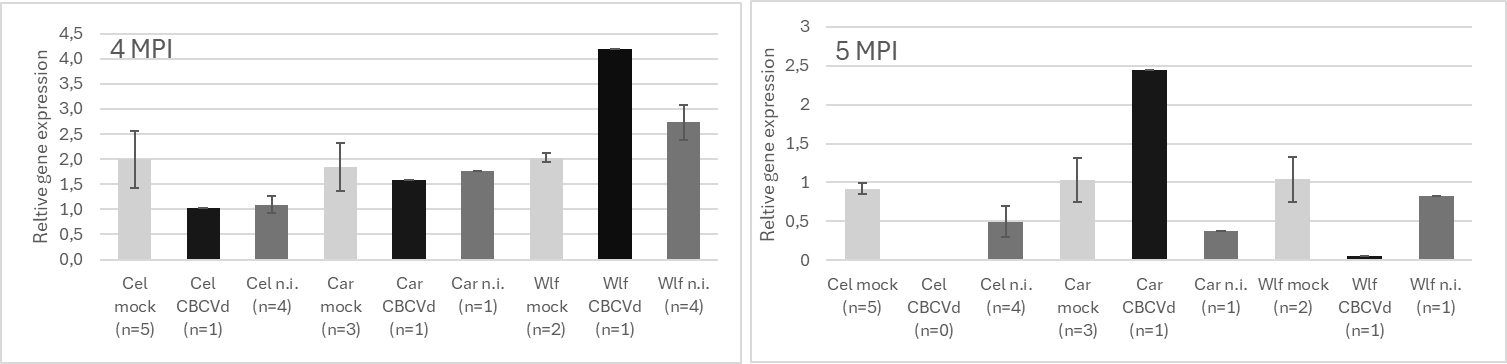 4 MPI
Reltive gene expression
4,5
4,0
3,5
3,0
2,5
2,0
1,5
1,0
0,5
0,0
Cel mock (n=5)
Cel CBCVd (n=1)
Cel n.i. (n=4)
Car mock (n=3)
Car CBCVd (n=1)
Car n.i. (n=1)
Wlf mock (n=2)
Wlf CBCVd (n=1)
Wlf n.i. (n=4)
5 MPI
Reltive gene expression
3
2,5
2
1,5
1
0,5
0
Cel mock (n=5)
Cel CBCVd (n=0)
Cel n.i. (n=4)
Car mock (n=3)
Car CBCVd (n=1)
Car n.i. (n=1)
Wlf mock (n=2)
Wlf CBCVd (n=1)
Wlf n.i. (n=1)